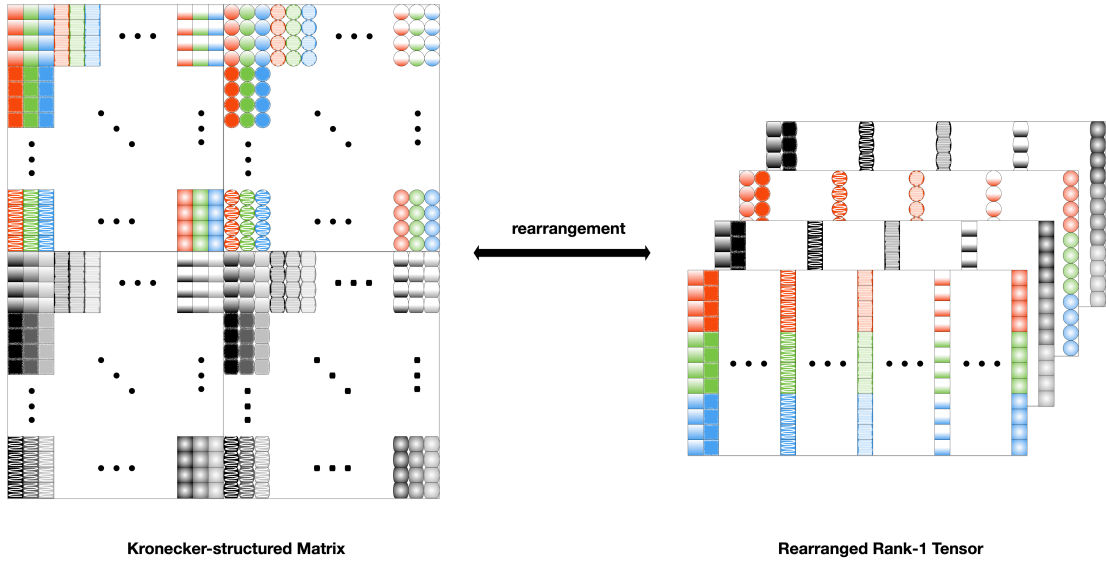 rearrangement
Kronecker-structured Matrix
Rearranged Rank-1 Tensor